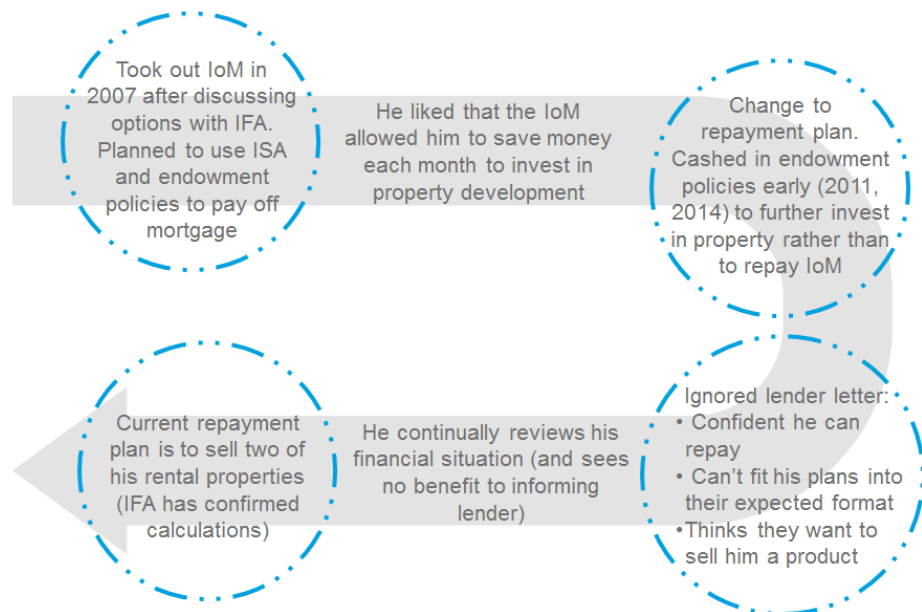 Took out IoM in
2007 after discussing
options with IFA.
Planned to use ISA
and endowment
policies to pay off
mortgage
He liked that the IoM
allowed him to save money
each month to invest in
property development
Change to
repayment plan.
Cashed in endowment
policies early (2011,
2014) to further invest
in property rather than
to repay IoM
Ignored lender letter:
• Confident he can
repay
• Can't fit his plans into
their expected format
•Thinks they want to
sell him a product
He continually reviews his
financial situation (and sees
no benefit to informing
lender)
Current repayment
plan is to sell two of
his rental properties
(IFA has confirmed
calculations)